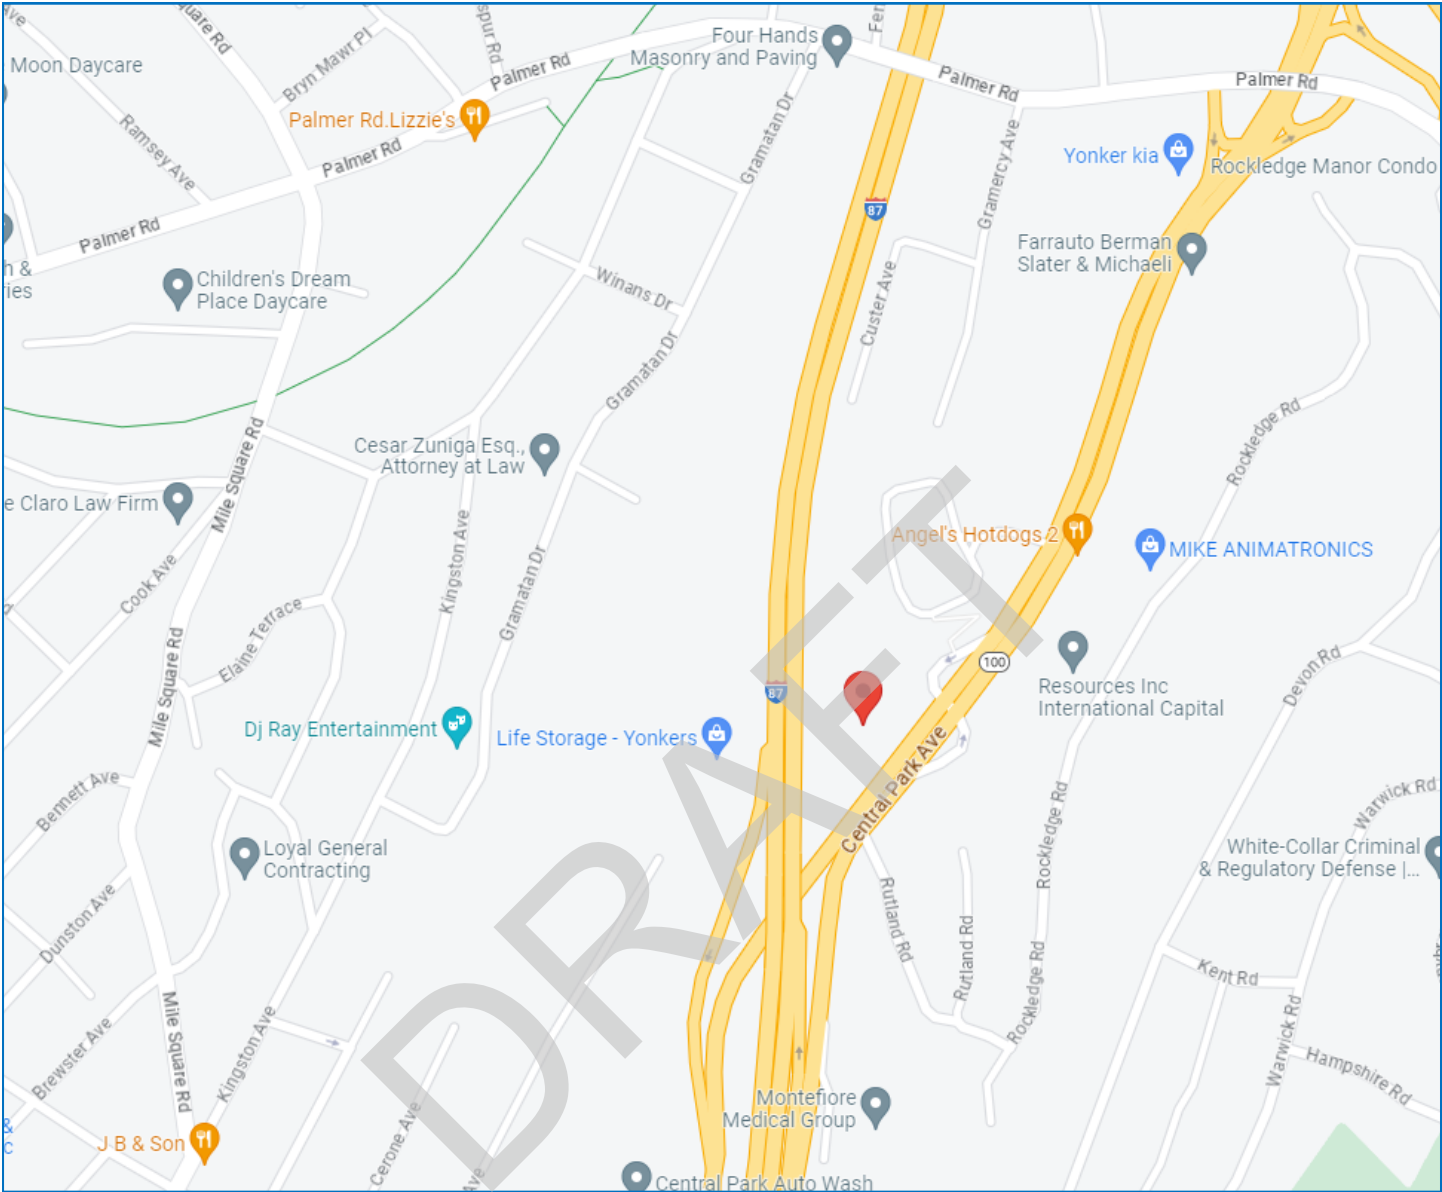 quare Rd
spur Rd
Bryn Mawr Pl
Moon Daycare
Four Hands
Masonry and Paving
Palmer Rd
Palmer Rd
Palmer Rd
Palmer Rd.Lizzie's
Ramsey Ave
Palmer Rd
Gramatan Dr
Gramercy Ave
Yonker kia
Rockledge Manor Condo
87
Palmer Rd
Farrauto Berman
Slater & Michaeli
h &
ries
Children's Dream
Place Daycare
Winans Dr
Custer Ave
Gramatan Dr
Mile Square Rd
Cesar Zuniga Esq.,
Attorney at Law
Rockledge Rd
e Claro Law Firm
Angel's Hotdogs 2
MIKE ANIMATRONICS
Cook Ave
Kingston Ave
Gramatan Dr
Elaine Terrace
Mile Square Rd
100
87
Resources Inc
International Capital
Devon Rd
Dj Ray Entertainment
Life Storage - Yonkers
Central Park Ave
Bennett Ave
Warwick Rd
Rockledge Rd
Loyal General
Contracting
White-Collar Criminal
& Regulatory Defense |...
Dunston Ave
Rutland Rd
Rutland Rd
Rockledge Rd
Kent Rd
Mile Square Rd
Kingston Ave
Brewster Ave
Warwick Rd
Hampshire Rd
Montefiore
Medical Group
&
C
J B & Son
Cerone Ave
Ave
Central Park Auto Wash
DRAFT